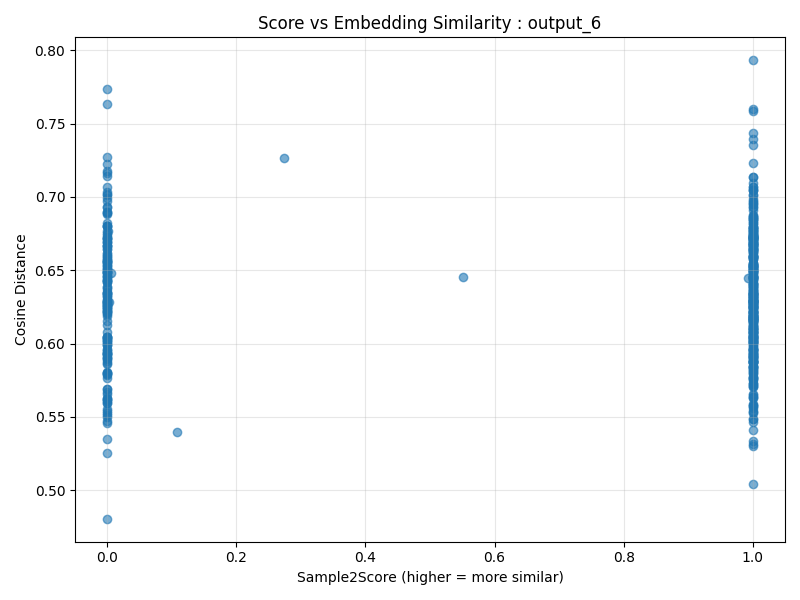 Score vs Embedding Similarity : output_6
0.80
0.75
0.70
0.65
0.60
0.55
0.50
Cosine Distance
0.0 0.2 0.4 0.6 0.8 1.0
Sample2Score (higher = more similar)